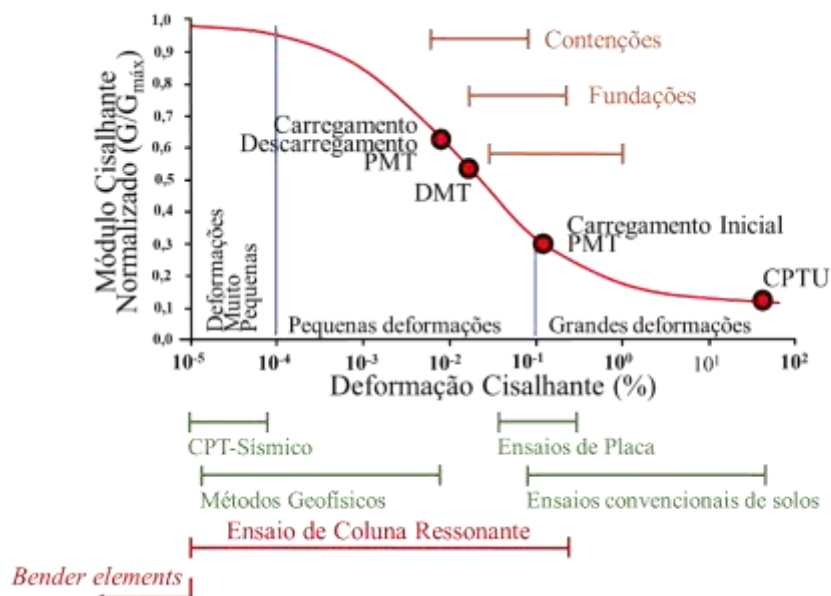 Módulo Cisalhante
Normalizado (G/Gmáx)
1,0
0,9
0,8
0,7
0,6
0,5
0,4
0,3
0,2
0,1
0,0
Contenções
Fundações
Carregamento
Descarregamento
PMT
DMT
Carregamento Inicial
PMT
CPTU
Deformações
Muito
Pequenas
Pequenas deformações
Grandes deformações
10⁻⁵ 10⁻⁴ 10⁻³ 10⁻² 10⁻¹ 10⁰ 10¹ 10²
Deformação Cisalhante (%)
CPT-Sísmico
Ensaios de Placa
Métodos Geofísicos
Ensaios convencionais de solos
Ensaio de Coluna Ressonante
Bender elements